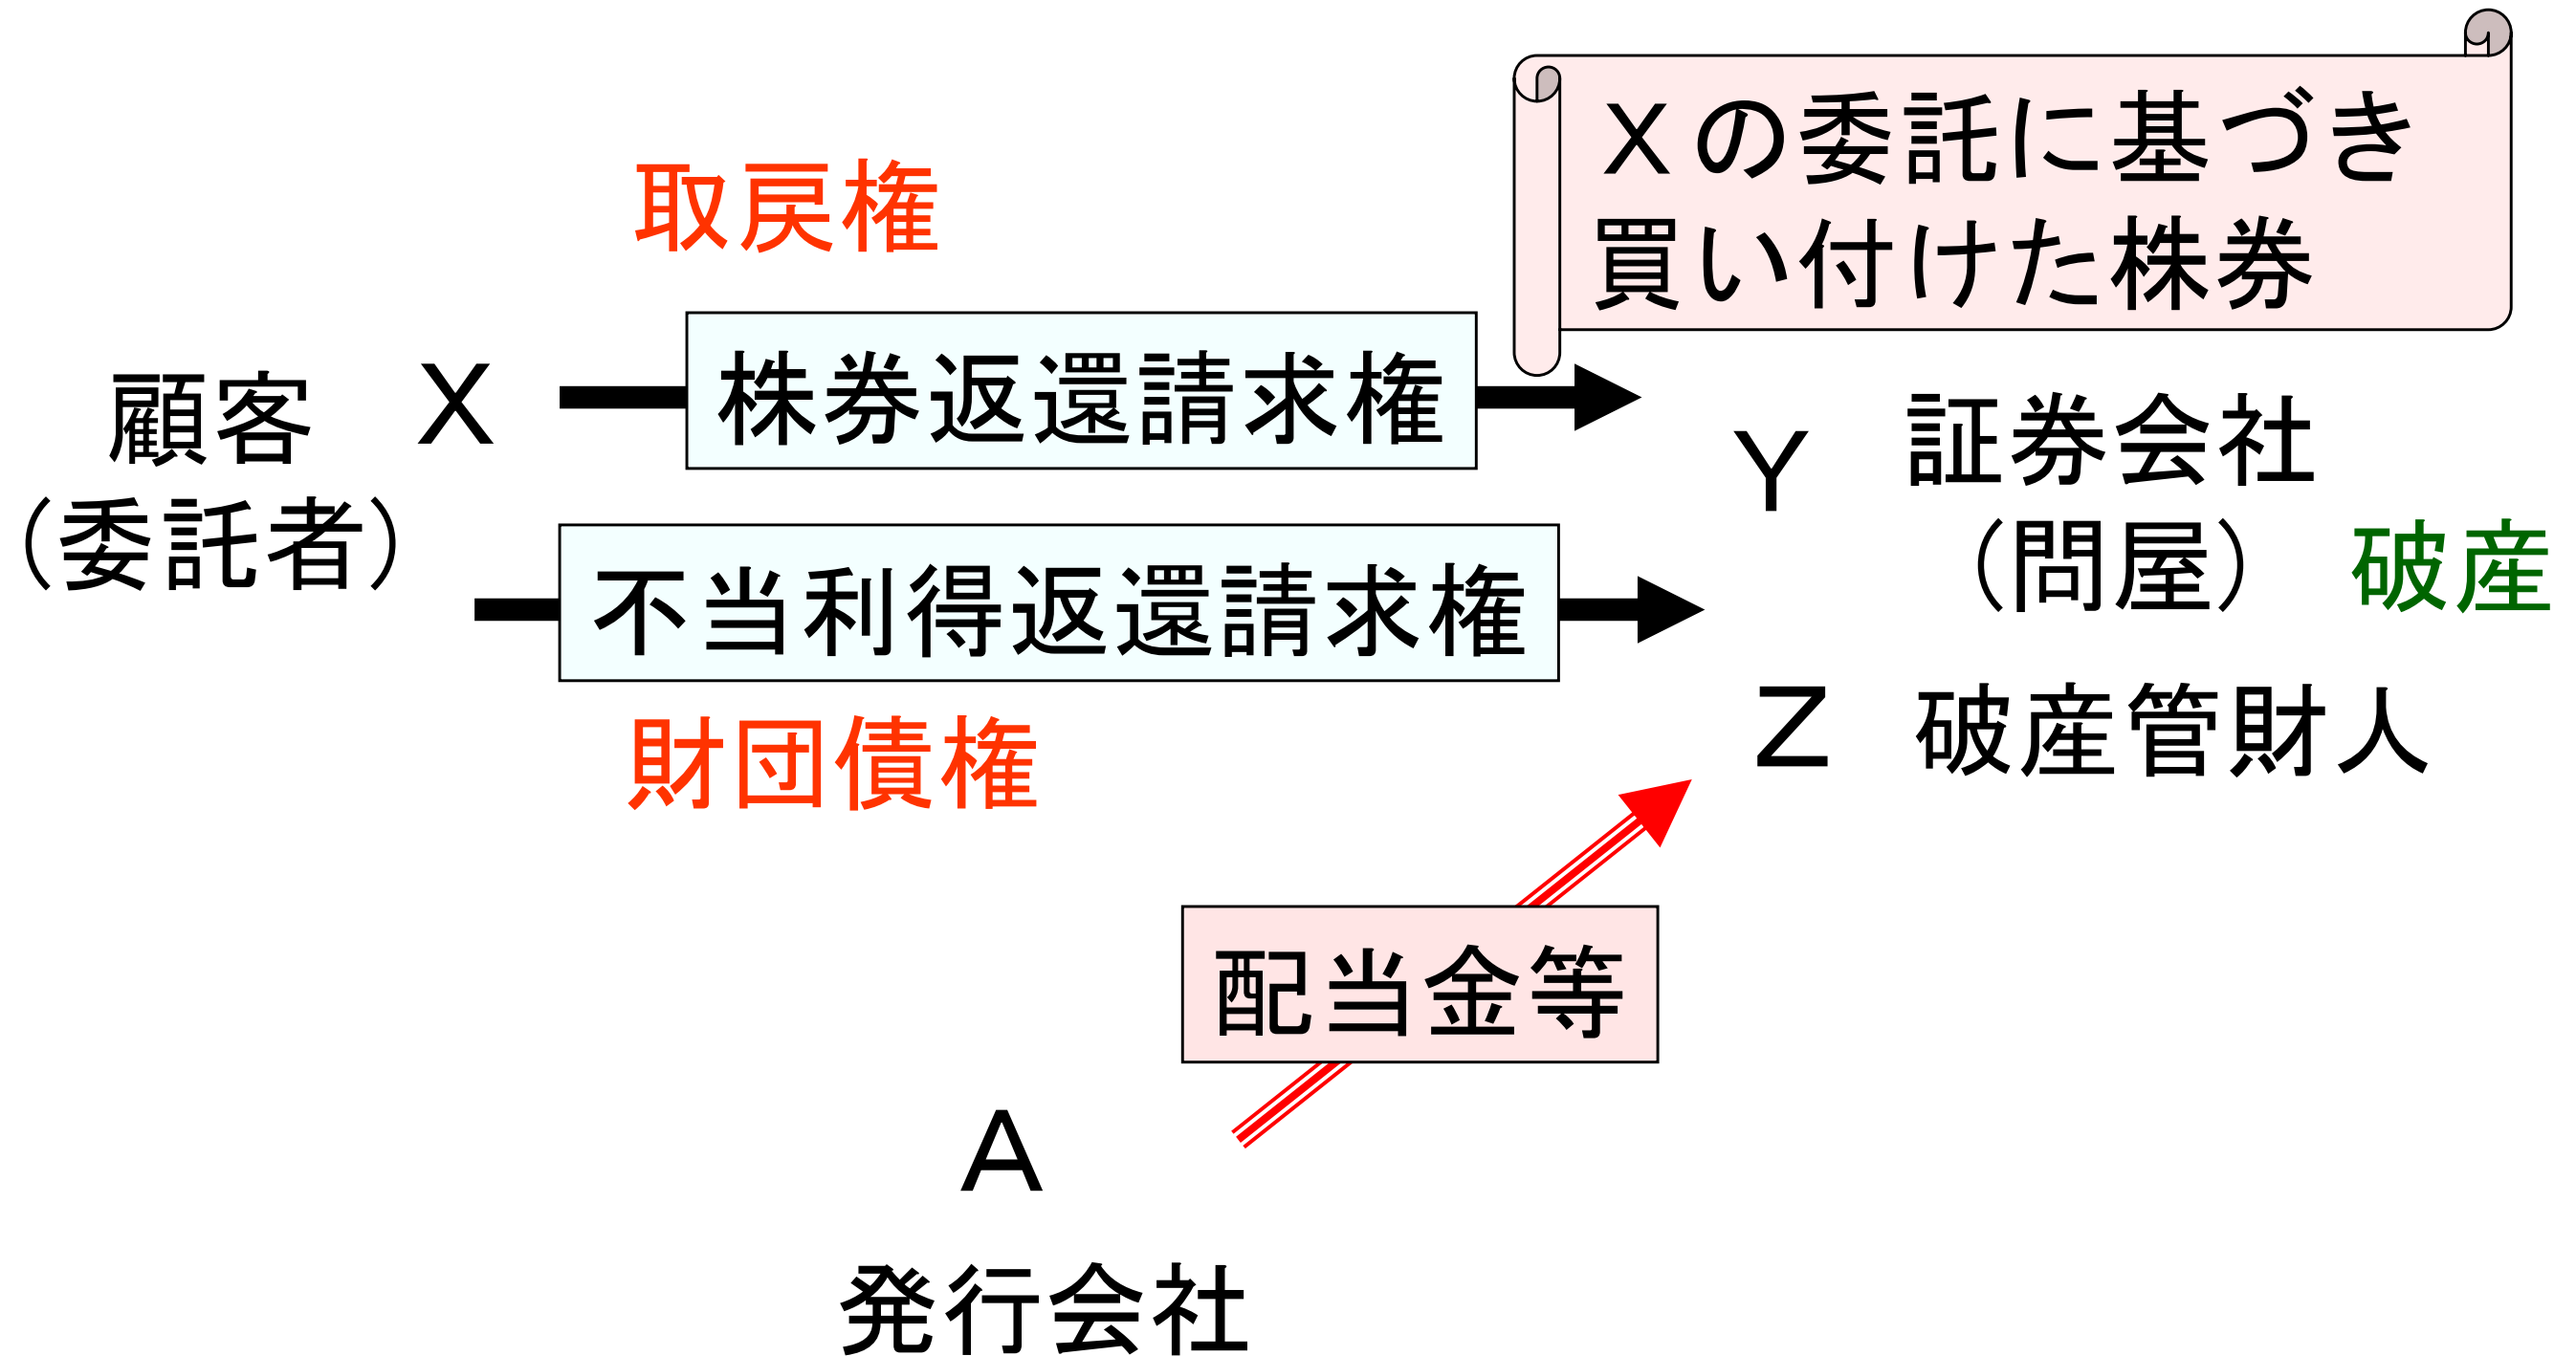 Xの委託に基づき
買い付けた株券
取戻権
株券返還請求権
顧客 X
(委託者)
Y 証券会社
(問屋) 破産
不当利得返還請求権
財団債権
Z 破産管財人
配当金等
A
発行会社